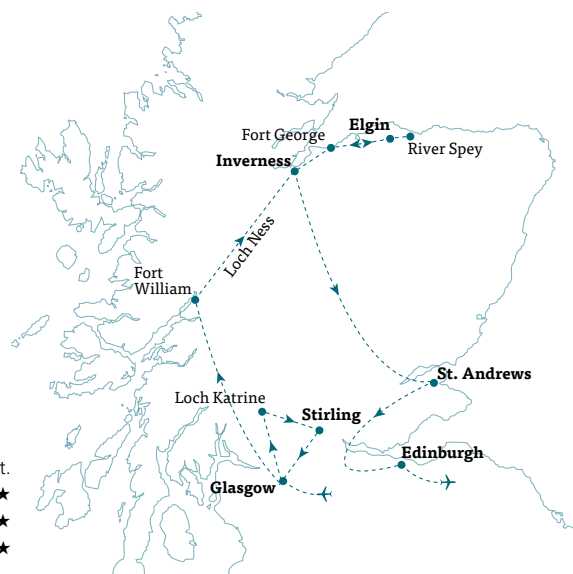 Elgin
Fort George
River Spey
Inverness
Loch Ness
Fort
William
St. Andrews
Loch Katrine
Stirling
Edinburgh
t.
Glasgow
★
★
★